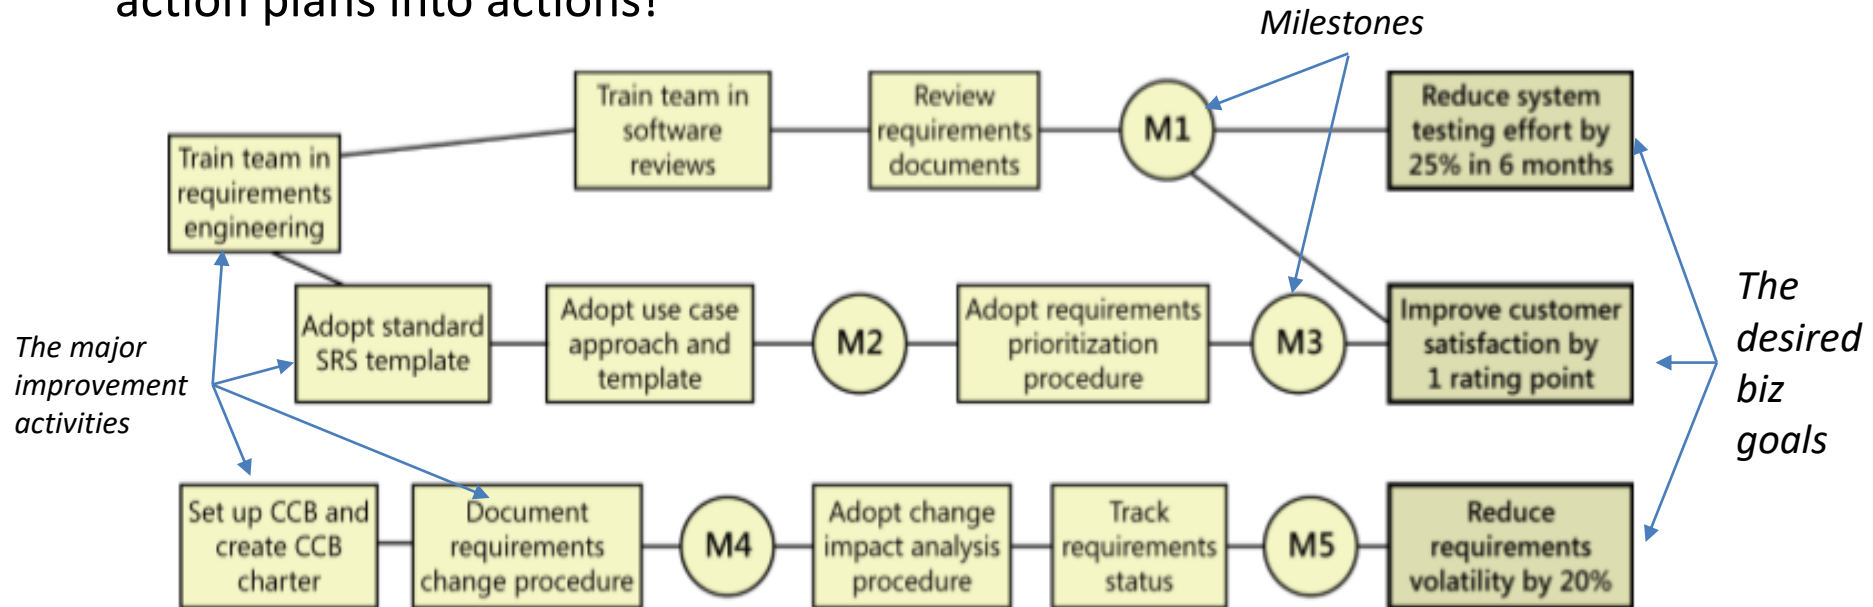 action plans into actions!
Milestones
Train team in
software
reviews
Review
requirements
documents
M1
Reduce system
testing effort by
25% in 6 months
Train team in
requirements
engineering
Adopt standard
SRS template
Adopt use case
approach and
template
M2
Adopt requirements
prioritization
procedure
M3
Improve customer
satisfaction by
1 rating point
The major
improvement
activities
The
desired
biz
goals
Set up CCB and
create CCB
charter
Document
requirements
change procedure
M4
Adopt change
impact analysis
procedure
Track
requirements
status
M5
Reduce
requirements
volatility by 20%